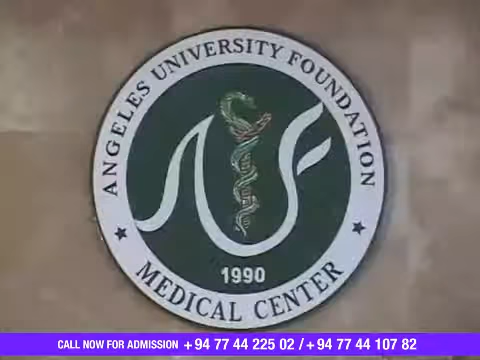 ANGELES UNIVERSITY FOUNDATION
AUF
1990
MEDICAL CENTER
CALL NOW FOR ADMISSION +94 77 44 225 02 / +94 77 44 107 82